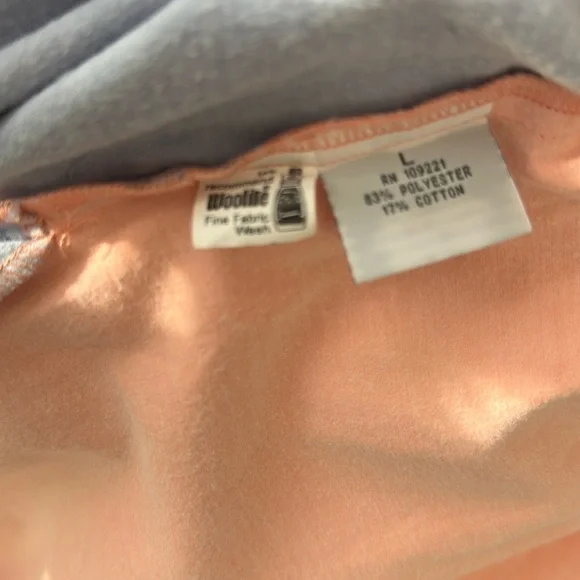 Woolite
Fine Fabric
Wash
L
RN 109221
83% POLYESTER
17% COTTON